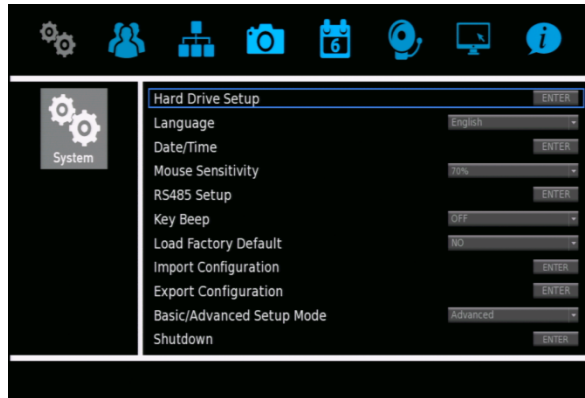 6
i
System
Hard Drive Setup ENTER
Language English
Date/Time ENTER
Mouse Sensitivity 70%
RS485 Setup ENTER
Key Beep OFF
Load Factory Default NO
Import Configuration ENTER
Export Configuration ENTER
Basic/Advanced Setup Mode Advanced
Shutdown ENTER